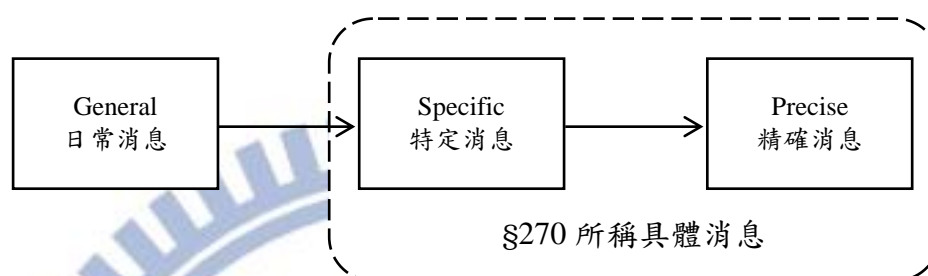 General
日常消息
Specific
特定消息
Precise
精確消息
§270 所稱具體消息